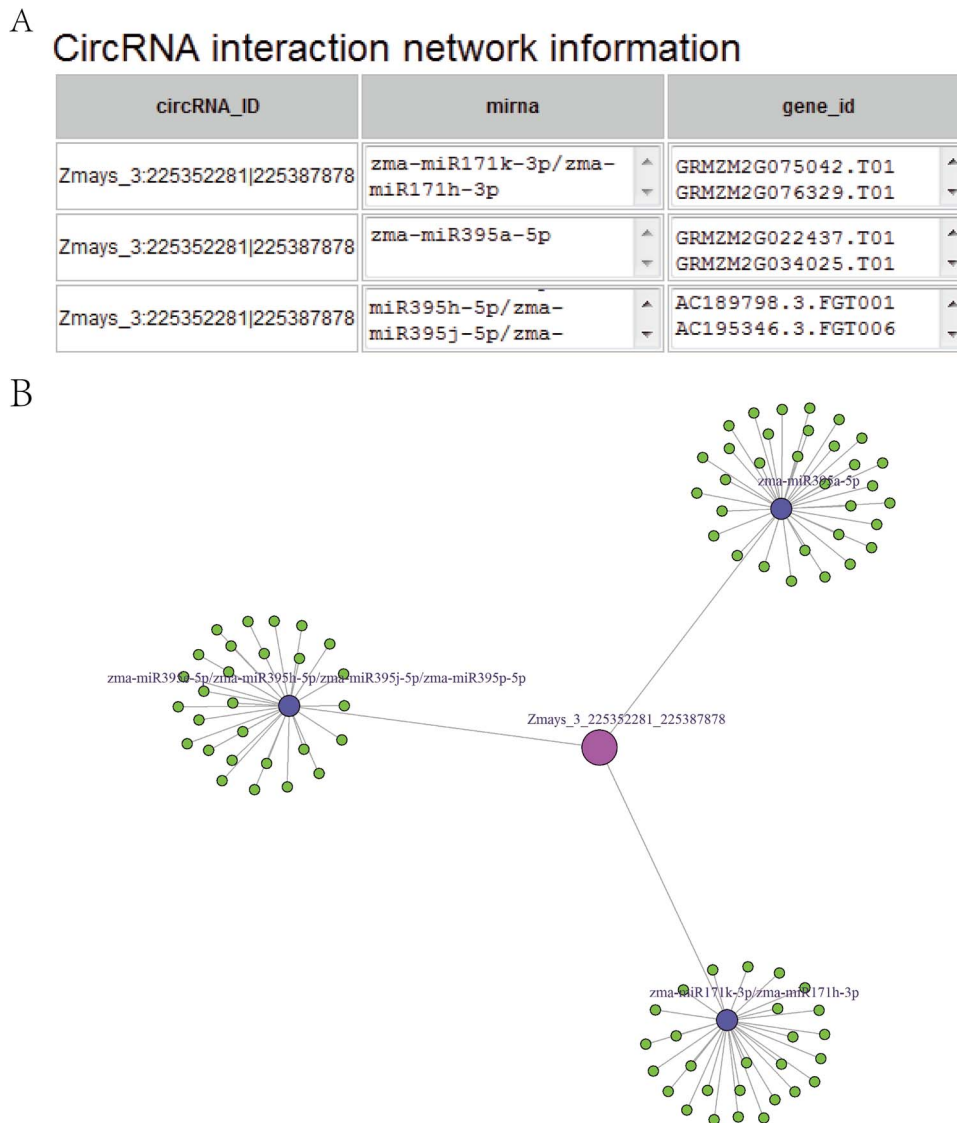 A
CircRNA interaction network information
circRNA_ID mirna gene_id
Zmays_3:225352281|225387878 zma-miR171k-3p/zma- GRMZM2G075042.T01
miR171h-3p GRMZM2G076329.T01
Zmays_3:225352281|225387878 zma-miR395a-5p GRMZM2G022437.T01
GRMZM2G034025.T01
Zmays_3:225352281|225387878 miR395h-5p/zma- AC189798.3.FGT001
miR395j-5p/zma- AC195346.3.FGT006
B
zma-miR395a-5p
zma-miR395e-5p/zma-miR395h-5p/zma-miR395j-5p/zma-miR395p-5p
Zmays_3_225352281_225387878
zma-miR171k-3p/zma-miR171h-3p